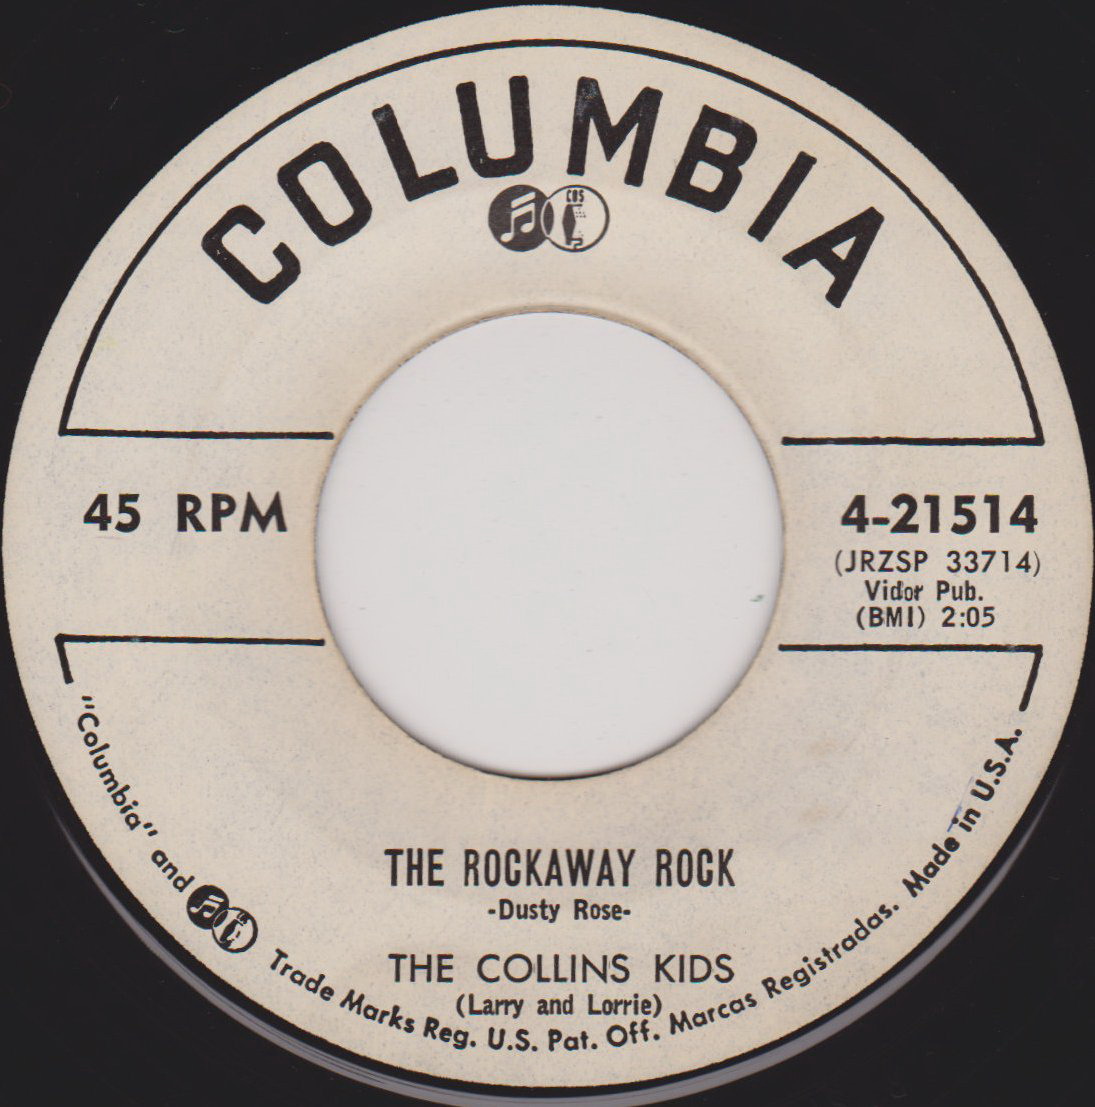 COLUMBIA
CBS
45 RPM
4-21514
(JRZSP 33714)
Vidor Pub.
(BMI) 2:05
THE ROCKAWAY ROCK
-Dusty Rose-
THE COLLINS KIDS
(Larry and Lorrie)
"Columbia" and Trade Marks Reg. U.S. Pat. Off. Marcas Registradas. Made in U.S.A.